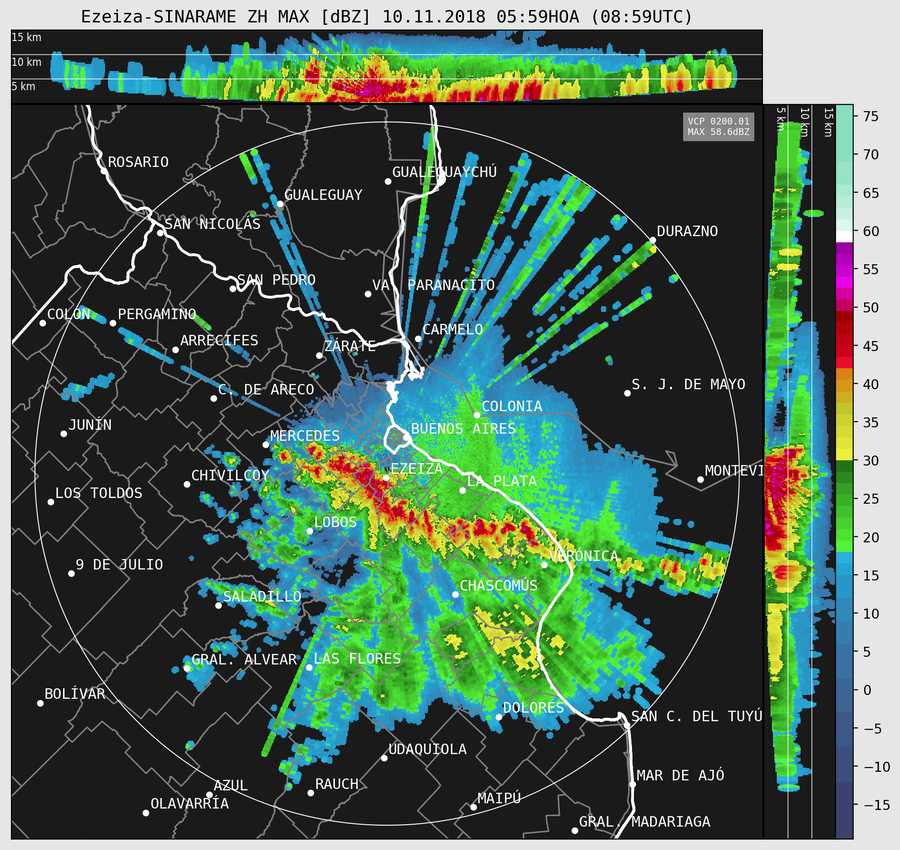 Ezeiza-SINARAME ZH MAX [dBZ] 10.11.2018 05:59HOA (08:59UTC)
15 km
10 km
5 km
VCP 0200.01
MAX 58.6dBZ
5 km
10 km
15 km
75
70
65
60
55
50
45
40
35
30
25
20
15
10
5
0
−5
−10
−15
ROSARIO
GUALEGUAYCHÚ
GUALEGUAY
SAN NICOLÁS
DURAZNO
SAN PEDRO
VA. PARANACITO
COLÓN
PERGAMINO
CARMELO
ARRECIFES
ZÁRATE
C. DE ARECO
S. J. DE MAYO
COLONIA
JUNÍN
MERCEDES
BUENOS AIRES
CHIVILCOY
EZEIZA
MONTEVI
LOS TOLDOS
LA PLATA
LOBOS
9 DE JULIO
VERÓNICA
CHASCOMÚS
SALADILLO
GRAL. ALVEAR
LAS FLORES
BOLÍVAR
DOLORES
SAN C. DEL TUYÚ
UDAQUIOLA
AZUL
RAUCH
MAR DE AJÓ
OLAVARRÍA
MAIPÚ
GRAL. MADARIAGA